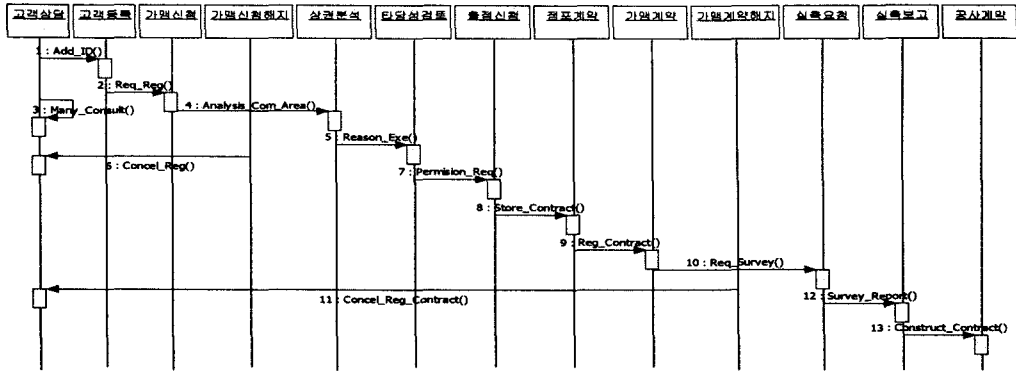 고객상담 고객등록 가맹신청 가맹신청해지 상권분석 타당성검토 출점신청 점포계약 가맹계약 가맹계약해지 실측요청 실측보고 공사계약
1 : Add_ID()
2 : Req_Reg()
3 : Many_Consult()
4 : Analysis_Com_Area()
5 : Reason_Exe()
6 : Concel_Reg()
7 : Permision_Req()
8 : Store_Contract()
9 : Reg_Contract()
10 : Req_Survey()
11 : Concel_Reg_Contract()
12 : Survey_Report()
13 : Construct_Contract()